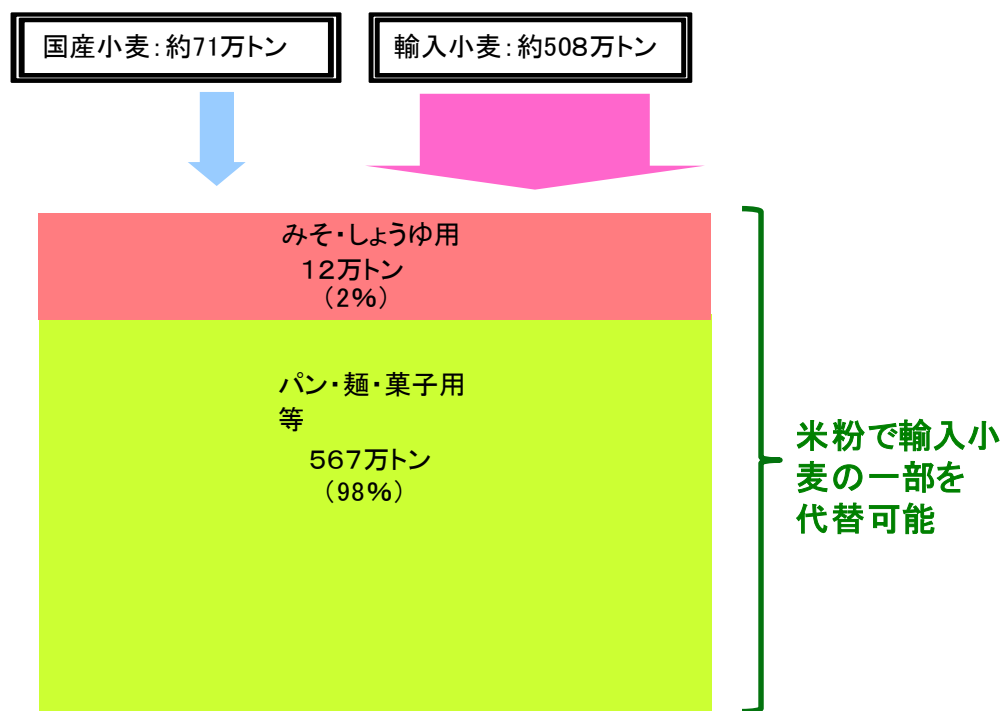 国産小麦:約71万トン
輸入小麦:約508万トン
みそ・しょうゆ用
12万トン
(2%)
パン・麺・菓子用
等
567万トン
(98%)
米粉で輸入小
麦の一部を
代替可能